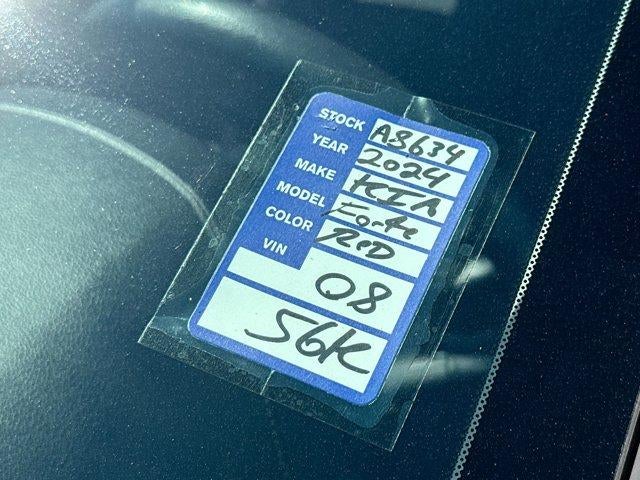 STOCK A8634
YEAR 2024
MAKE KIA
MODEL Forte
COLOR RED
VIN 08
56K